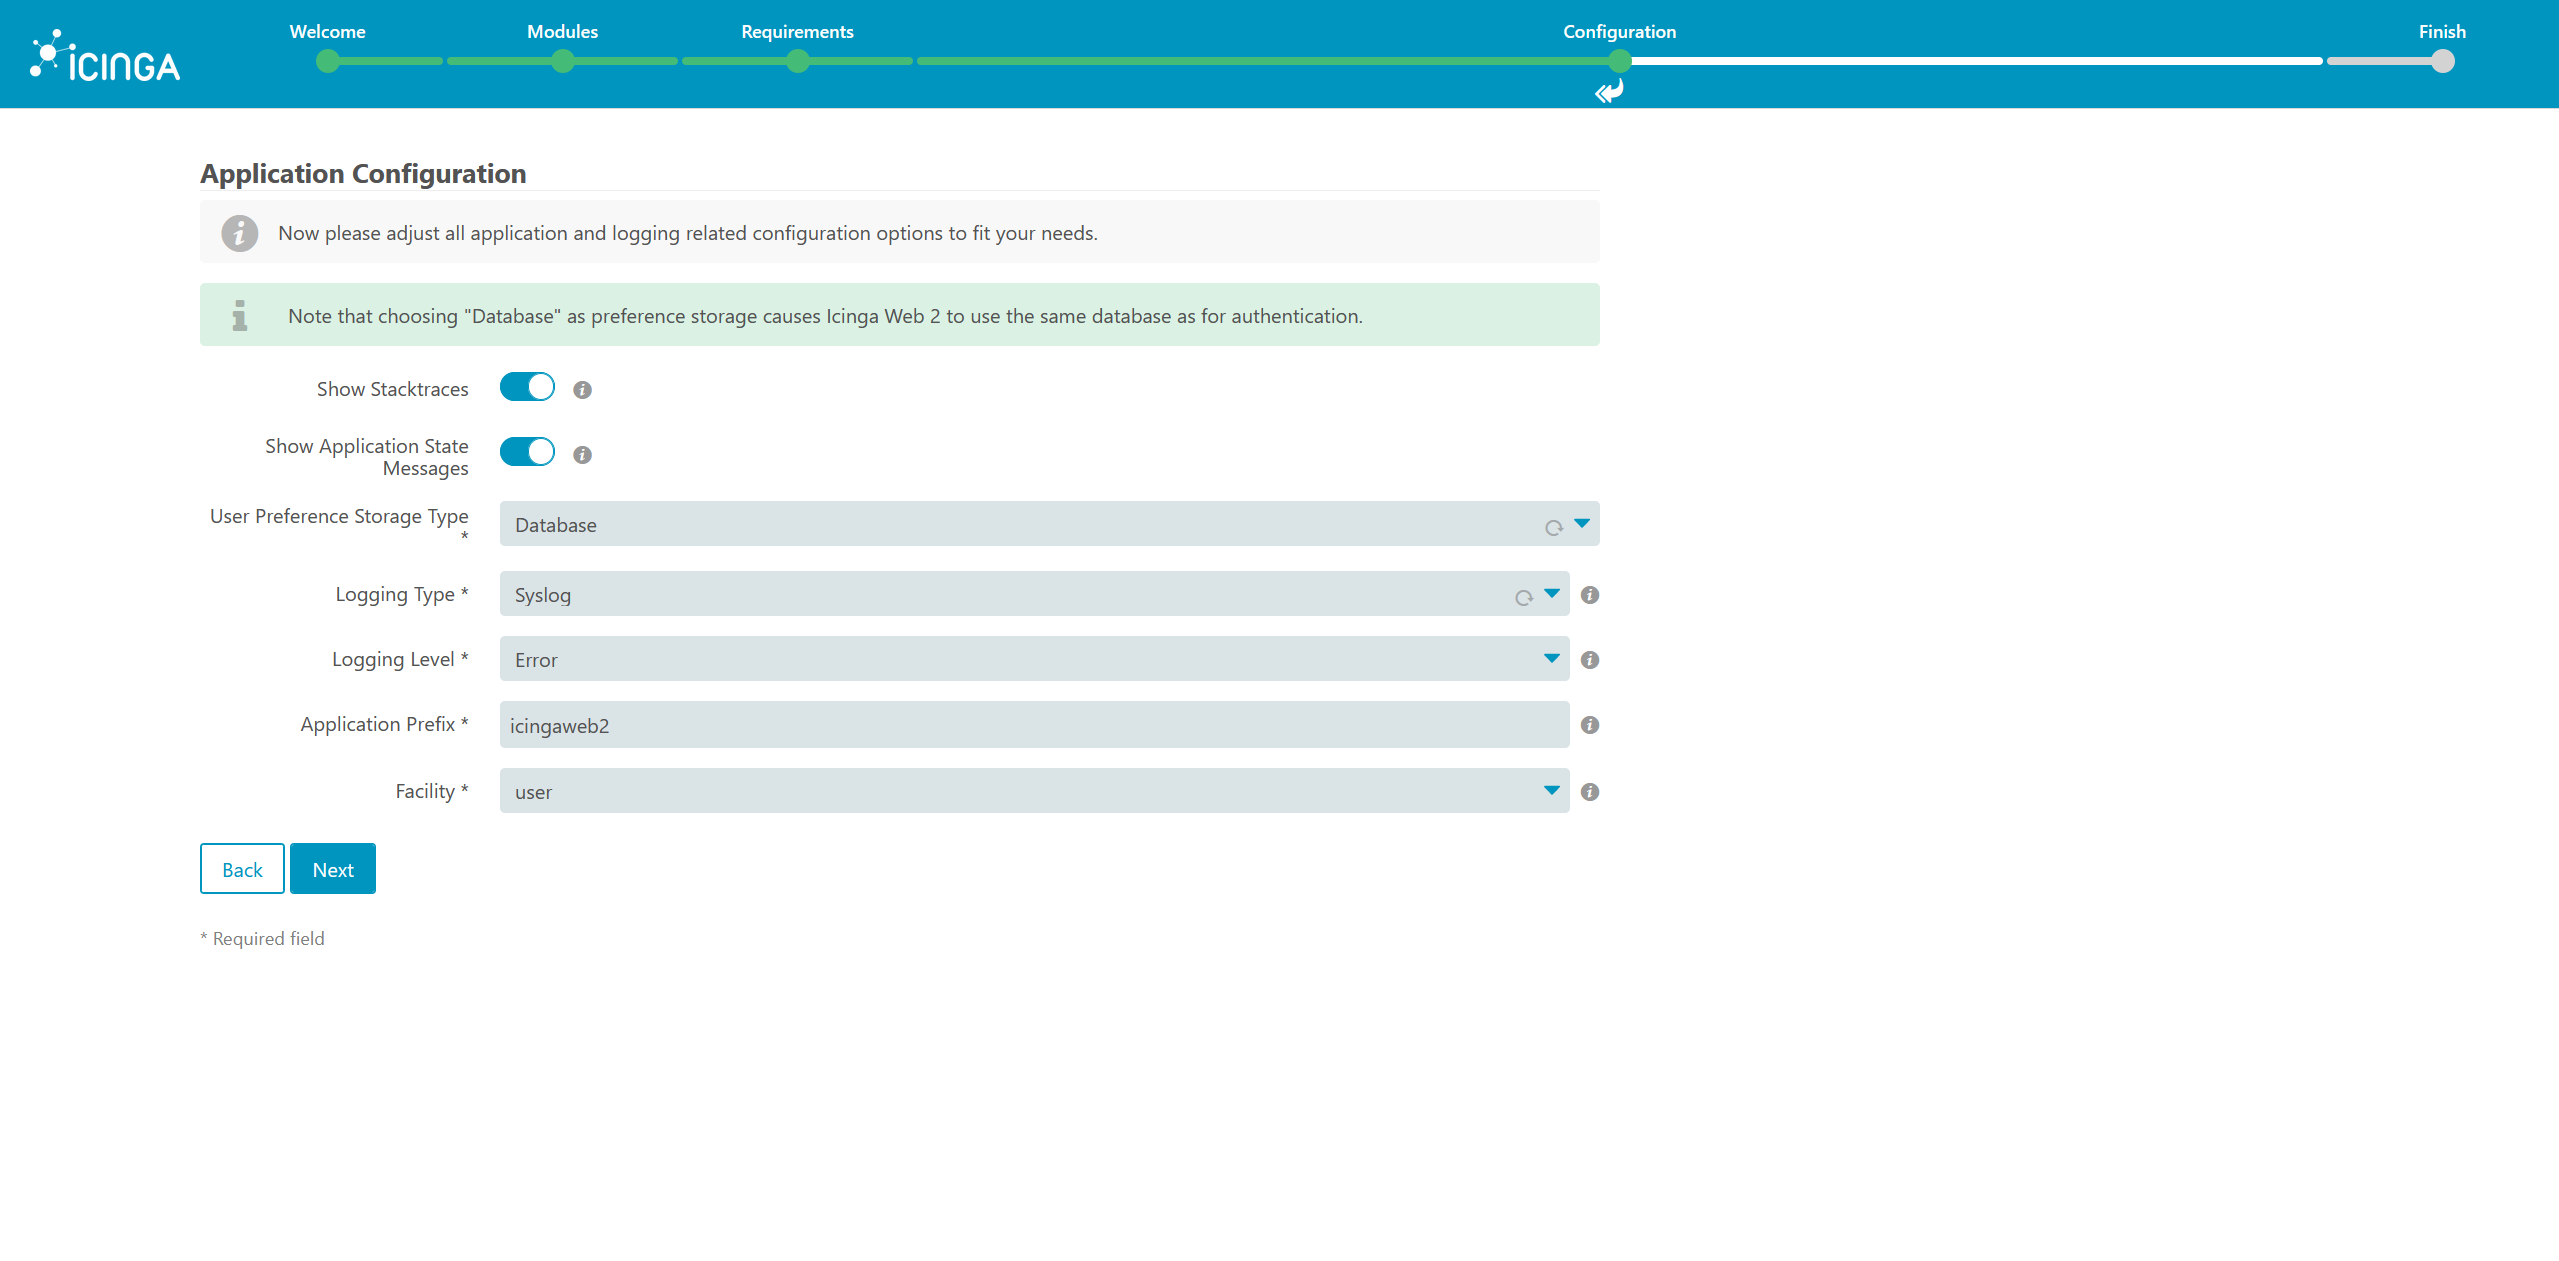 ICINGA
Welcome
Modules
Requirements
Configuration
Finish
Application Configuration
Now please adjust all application and logging related configuration options to fit your needs.
Note that choosing "Database" as preference storage causes Icinga Web 2 to use the same database as for authentication.
Show Stacktraces
Show Application State
Messages
User Preference Storage Type
*
Database
Logging Type *
Syslog
Logging Level *
Error
Application Prefix *
icingaweb2
Facility *
user
Back
Next
* Required field